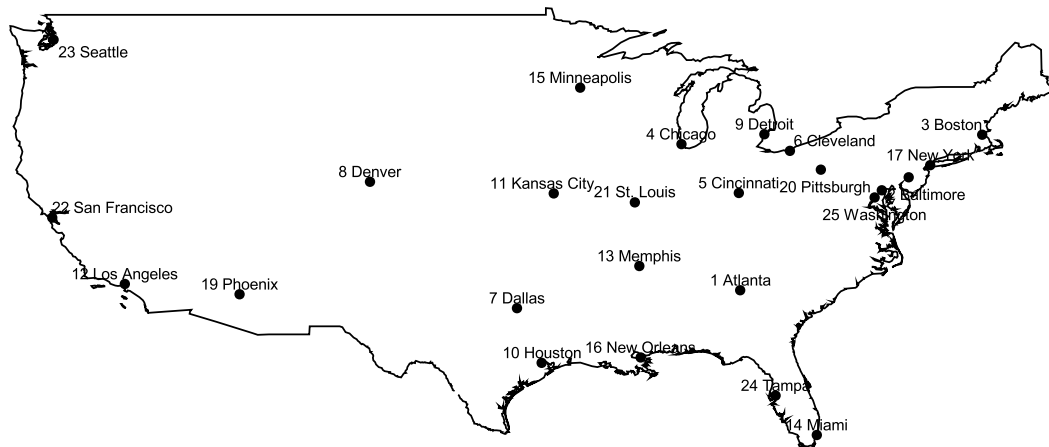 23 Seattle
15 Minneapolis
3 Boston
9 Detroit
4 Chicago
6 Cleveland
17 New York
8 Denver
11 Kansas City
21 St. Louis
5 Cincinnati
20 Pittsburgh
Baltimore
22 San Francisco
25 Washington
13 Memphis
12 Los Angeles
19 Phoenix
1 Atlanta
7 Dallas
10 Houston
16 New Orleans
24 Tampa
14 Miami